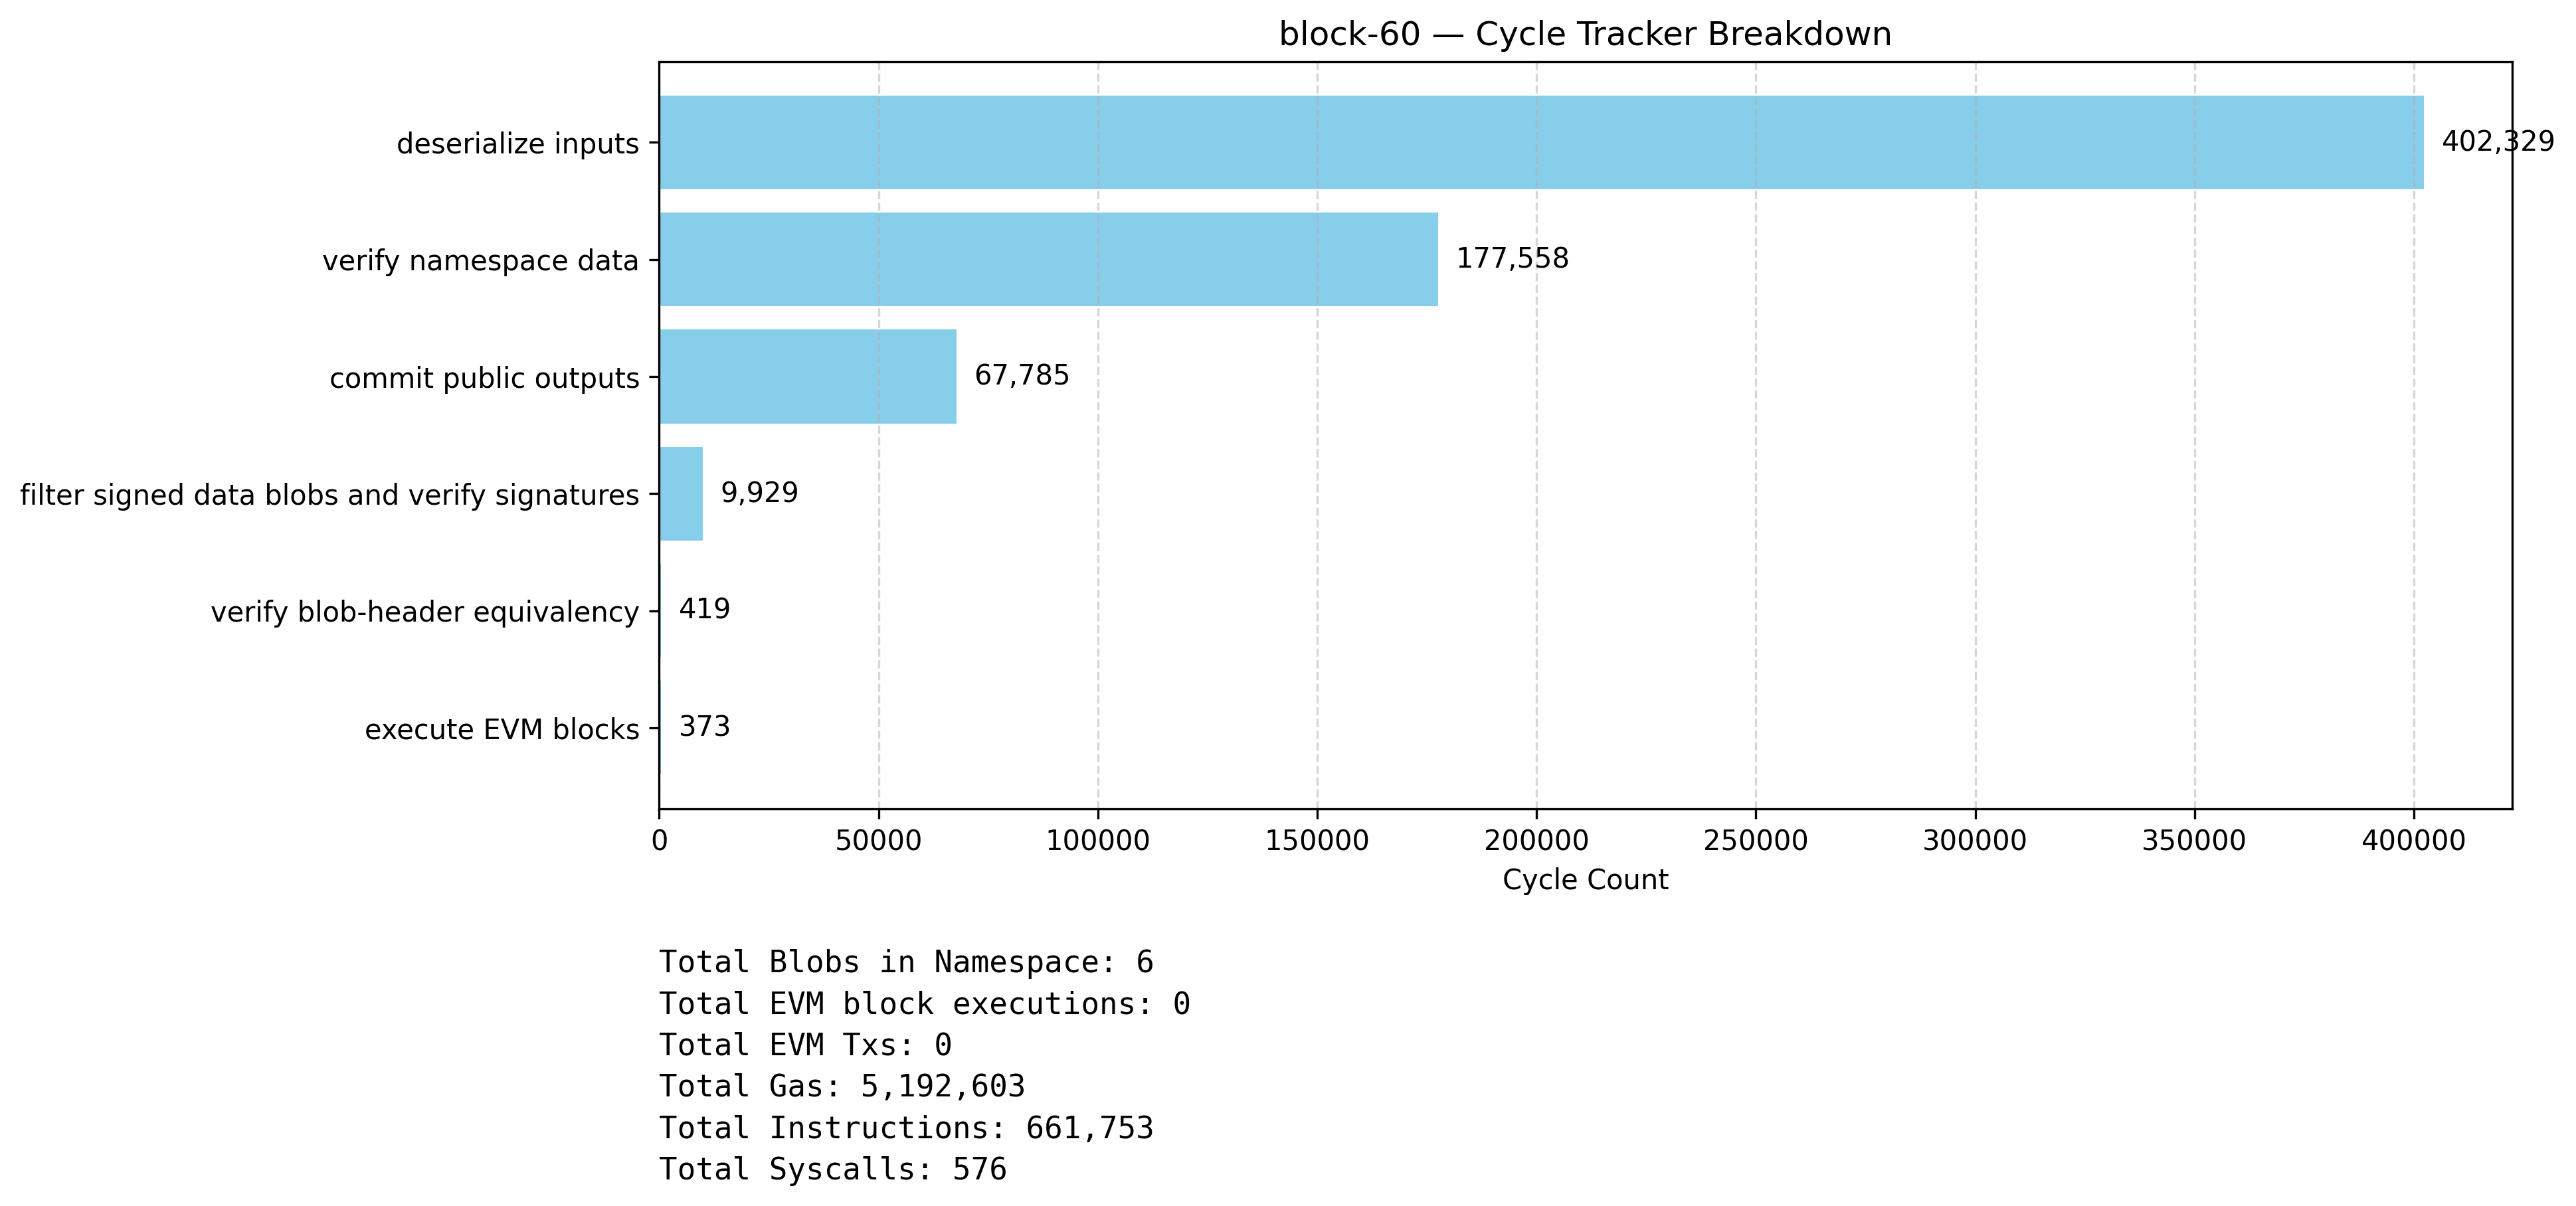 block-60 — Cycle Tracker Breakdown
deserialize inputs 402,329
verify namespace data 177,558
commit public outputs 67,785
filter signed data blobs and verify signatures 9,929
verify blob-header equivalency 419
execute EVM blocks 373
0 50000 100000 150000 200000 250000 300000 350000 400000
Cycle Count
Total Blobs in Namespace: 6
Total EVM block executions: 0
Total EVM Txs: 0
Total Gas: 5,192,603
Total Instructions: 661,753
Total Syscalls: 576